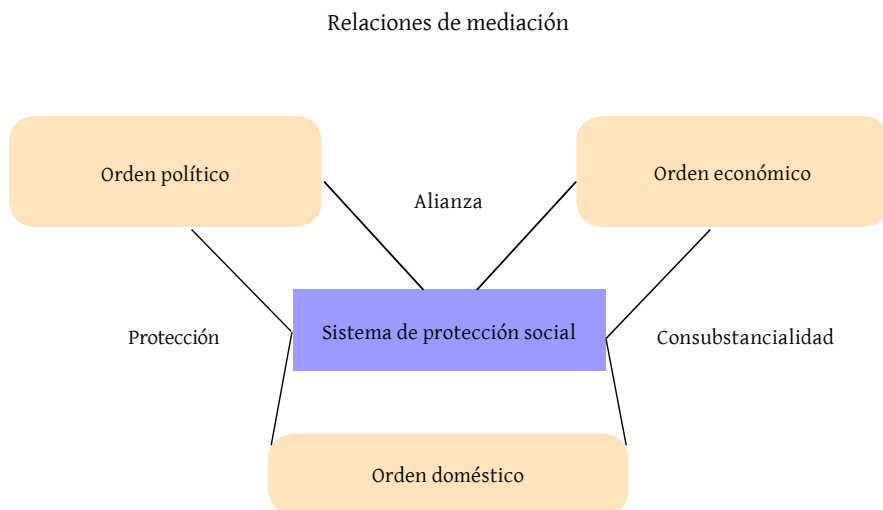 Relaciones de mediación
Orden político
Orden económico
Alianza
Protección
Sistema de protección social
Consubstancialidad
Orden doméstico